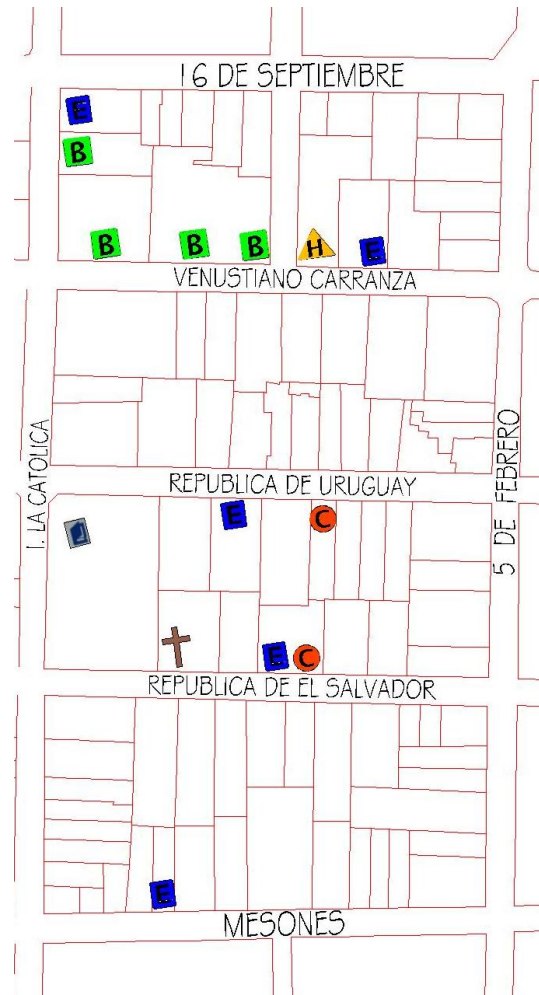 16 DE SEPTIEMBRE
E
B
B
B
B
H
E
VENUSTIANO CARRANZA
I. LA CATOLICA
5 DE FEBRERO
REPUBLICA DE URUGUAY
E
C
E
C
REPUBLICA DE EL SALVADOR
E
MESONES